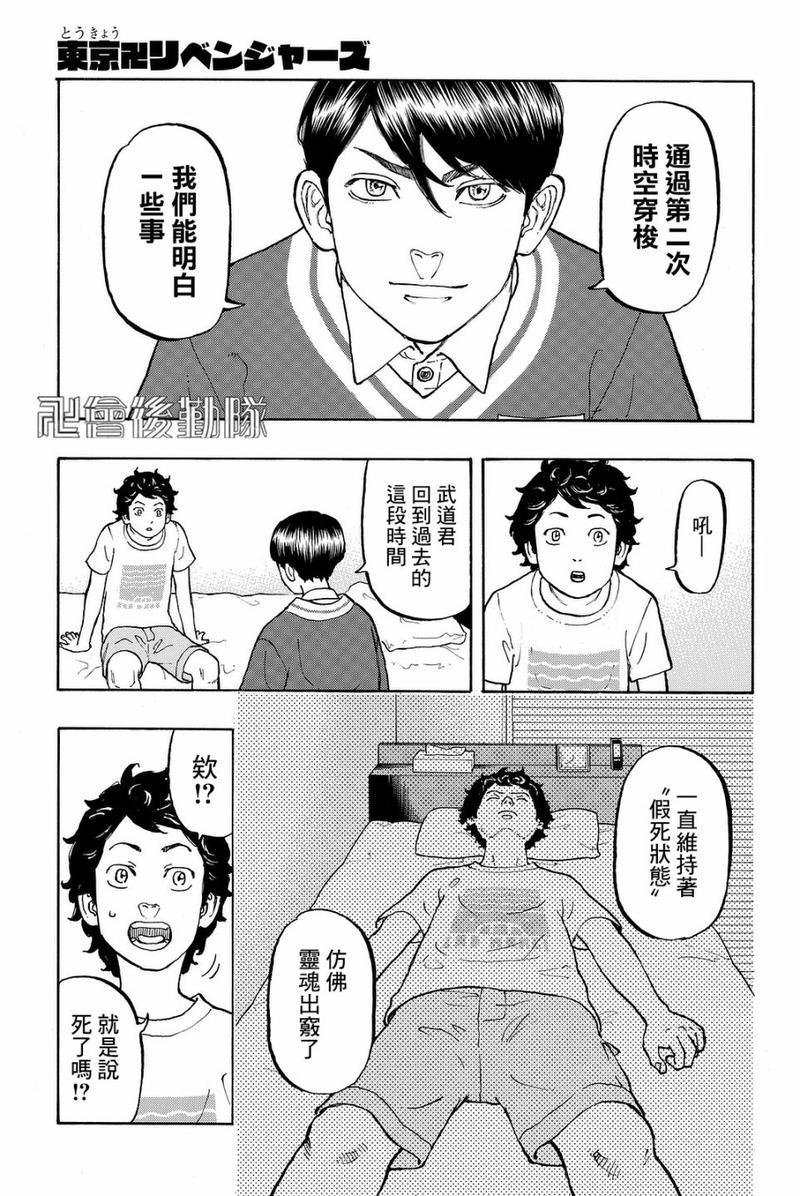 とうきょう
東京卍リベンジャーズ
通過第二次
時空穿梭
我們能明白
一些事
卍會後勤隊
吼—
武道君
回到過去的
這段時間
一直維持著
〝假死狀態〞
仿佛
靈魂出竅了
欸!?
就是說
死了嗎!?